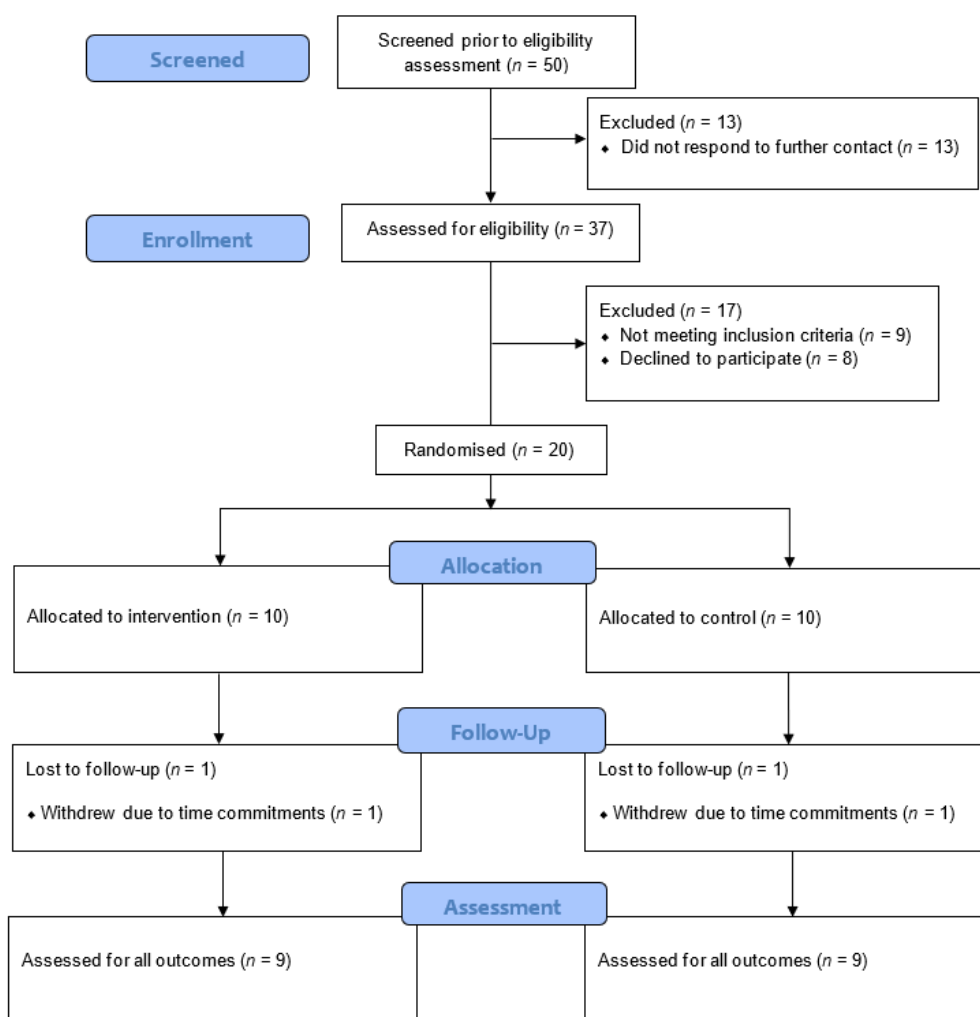 Screened
Screened prior to eligibility
assessment (n = 50)
Excluded (n = 13)
⬥ Did not respond to further contact (n = 13)
Enrollment
Assessed for eligibility (n = 37)
Excluded (n = 17)
⬥ Not meeting inclusion criteria (n = 9)
⬥ Declined to participate (n = 8)
Randomised (n = 20)
Allocation
Allocated to intervention (n = 10)
Allocated to control (n = 10)
Follow-Up
Lost to follow-up (n = 1)
⬥ Withdrew due to time commitments (n = 1)
Lost to follow-up (n = 1)
⬥ Withdrew due to time commitments (n = 1)
Assessment
Assessed for all outcomes (n = 9)
Assessed for all outcomes (n = 9)